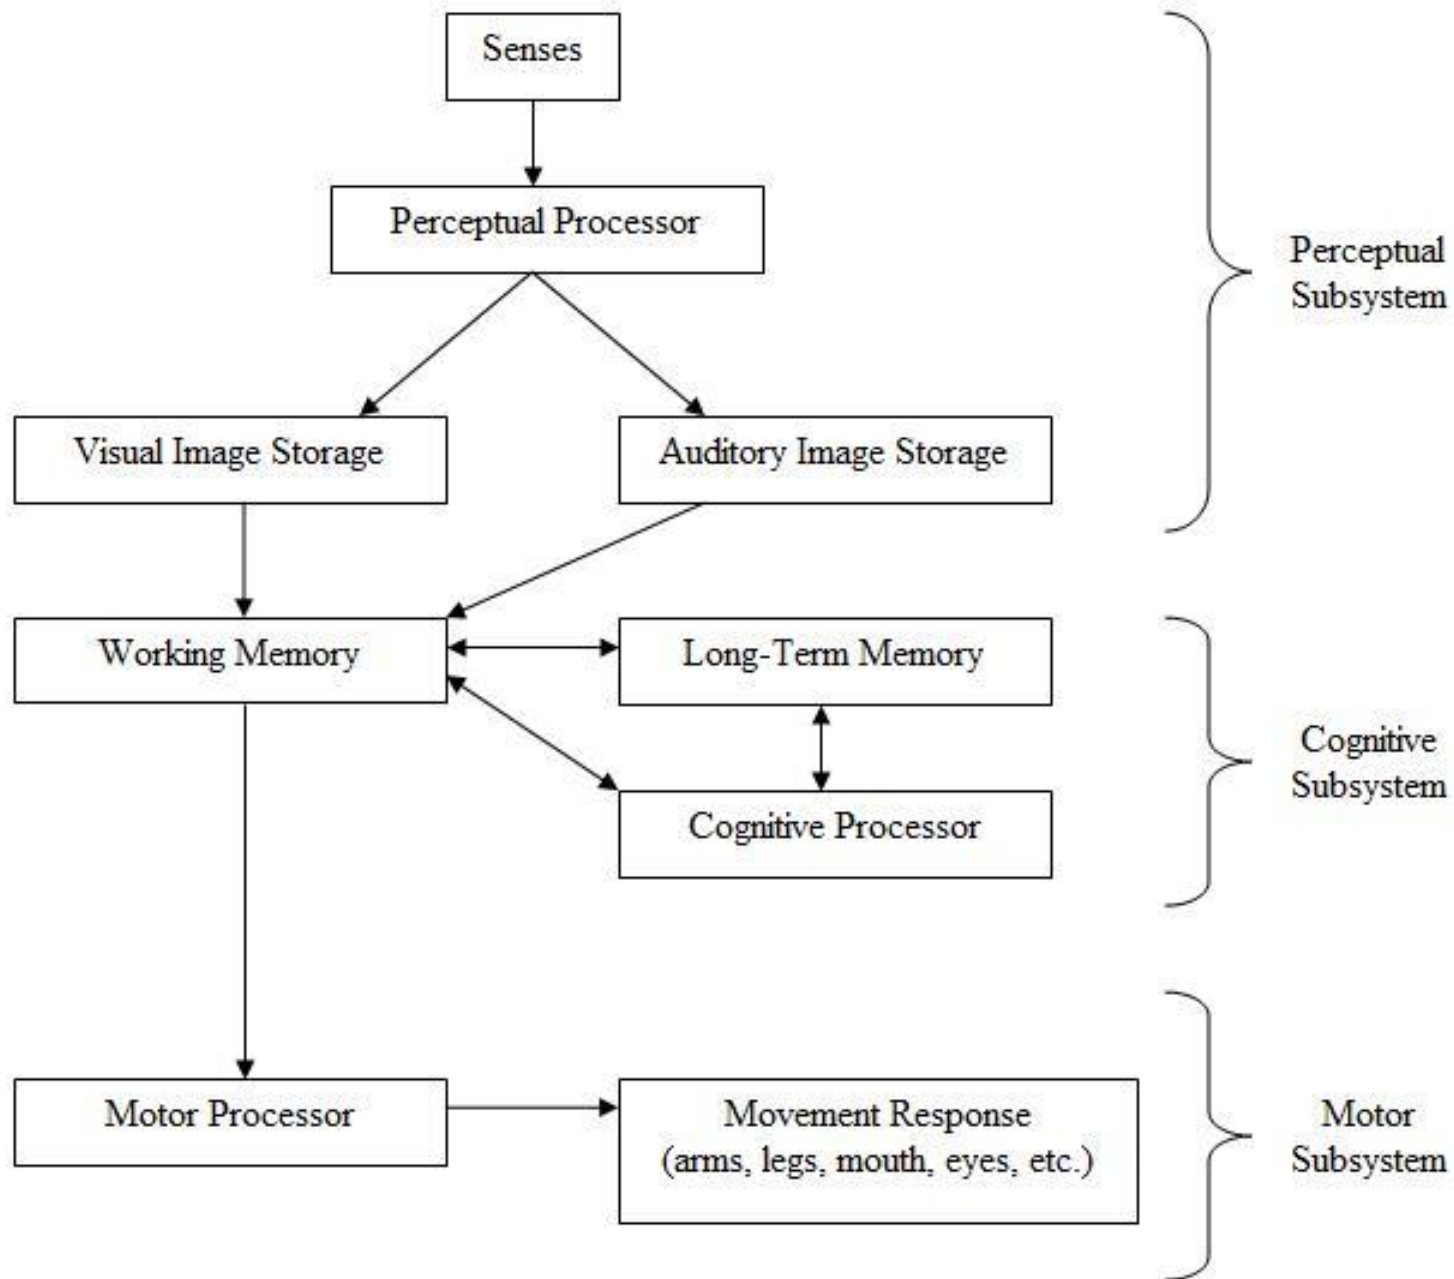 Senses
Perceptual Processor
Perceptual
Subsystem
Visual Image Storage
Auditory Image Storage
Working Memory
Long-Term Memory
Cognitive
Subsystem
Cognitive Processor
Motor Processor
Movement Response
(arms, legs, mouth, eyes, etc.)
Motor
Subsystem